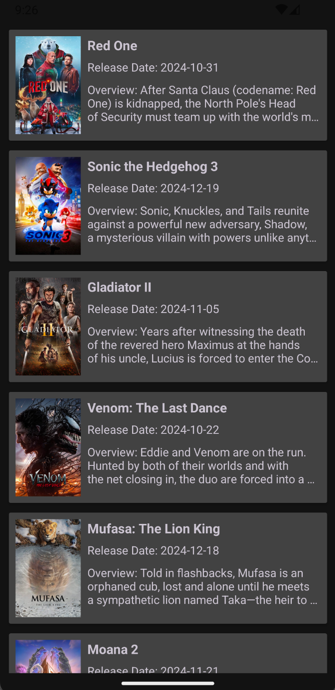 9:26
Red One
Release Date: 2024-10-31
Overview: After Santa Claus (codename: Red
One) is kidnapped, the North Pole's Head
of Security must team up with the world's m…
RED ONE
Sonic the Hedgehog 3
Release Date: 2024-12-19
Overview: Sonic, Knuckles, and Tails reunite
against a powerful new adversary, Shadow,
a mysterious villain with powers unlike anyt…
SONIC 3
Gladiator II
Release Date: 2024-11-05
Overview: Years after witnessing the death
of the revered hero Maximus at the hands
of his uncle, Lucius is forced to enter the Co…
GLADIATOR
II
Venom: The Last Dance
Release Date: 2024-10-22
Overview: Eddie and Venom are on the run.
Hunted by both of their worlds and with
the net closing in, the duo are forced into a …
VENOM
Mufasa: The Lion King
Release Date: 2024-12-18
Overview: Told in flashbacks, Mufasa is an
orphaned cub, lost and alone until he meets
a sympathetic lion named Taka—the heir to …
MUFASA
Moana 2
Release Date: 2024-11-21